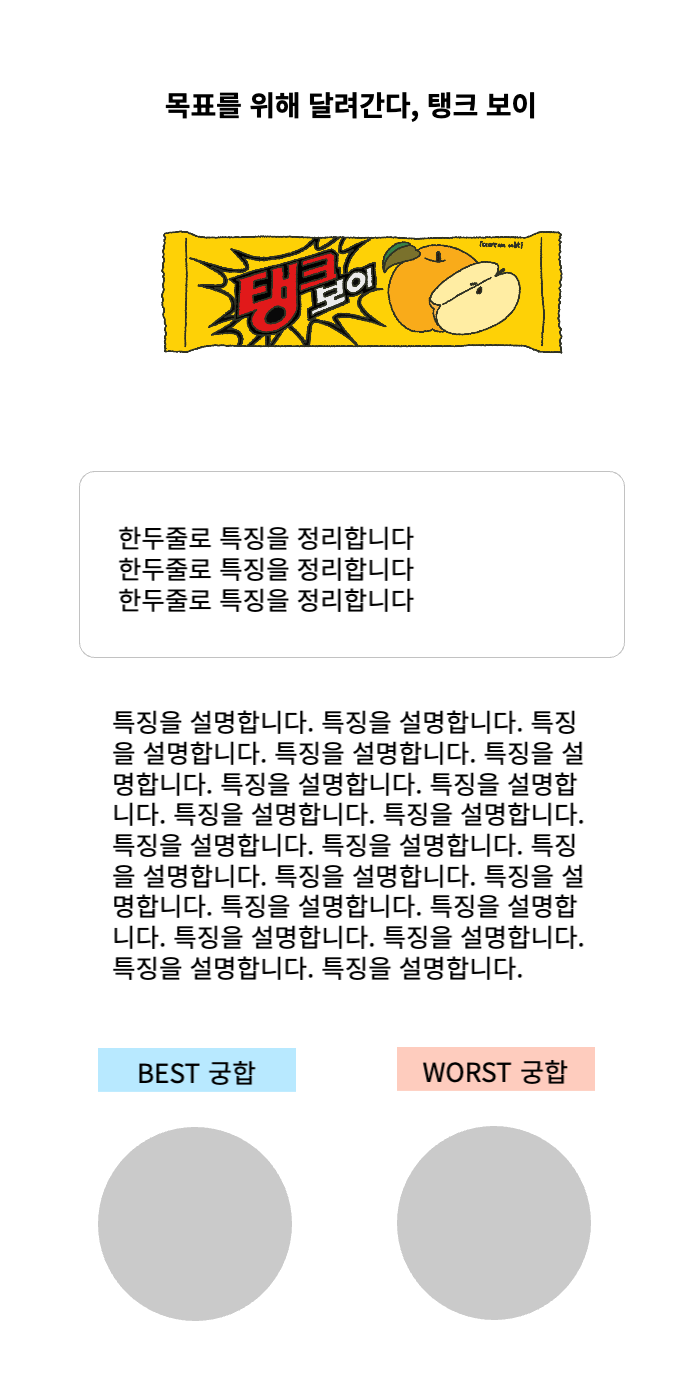 목표를 위해 달려간다, 탱크 보이
탱크
보이
한두줄로 특징을 정리합니다
한두줄로 특징을 정리합니다
한두줄로 특징을 정리합니다
특징을 설명합니다. 특징을 설명합니다. 특징
을 설명합니다. 특징을 설명합니다. 특징을 설
명합니다. 특징을 설명합니다. 특징을 설명합
니다. 특징을 설명합니다. 특징을 설명합니다.
특징을 설명합니다. 특징을 설명합니다. 특징
을 설명합니다. 특징을 설명합니다. 특징을 설
명합니다. 특징을 설명합니다. 특징을 설명합
니다. 특징을 설명합니다. 특징을 설명합니다.
특징을 설명합니다. 특징을 설명합니다.
BEST 궁합
WORST 궁합